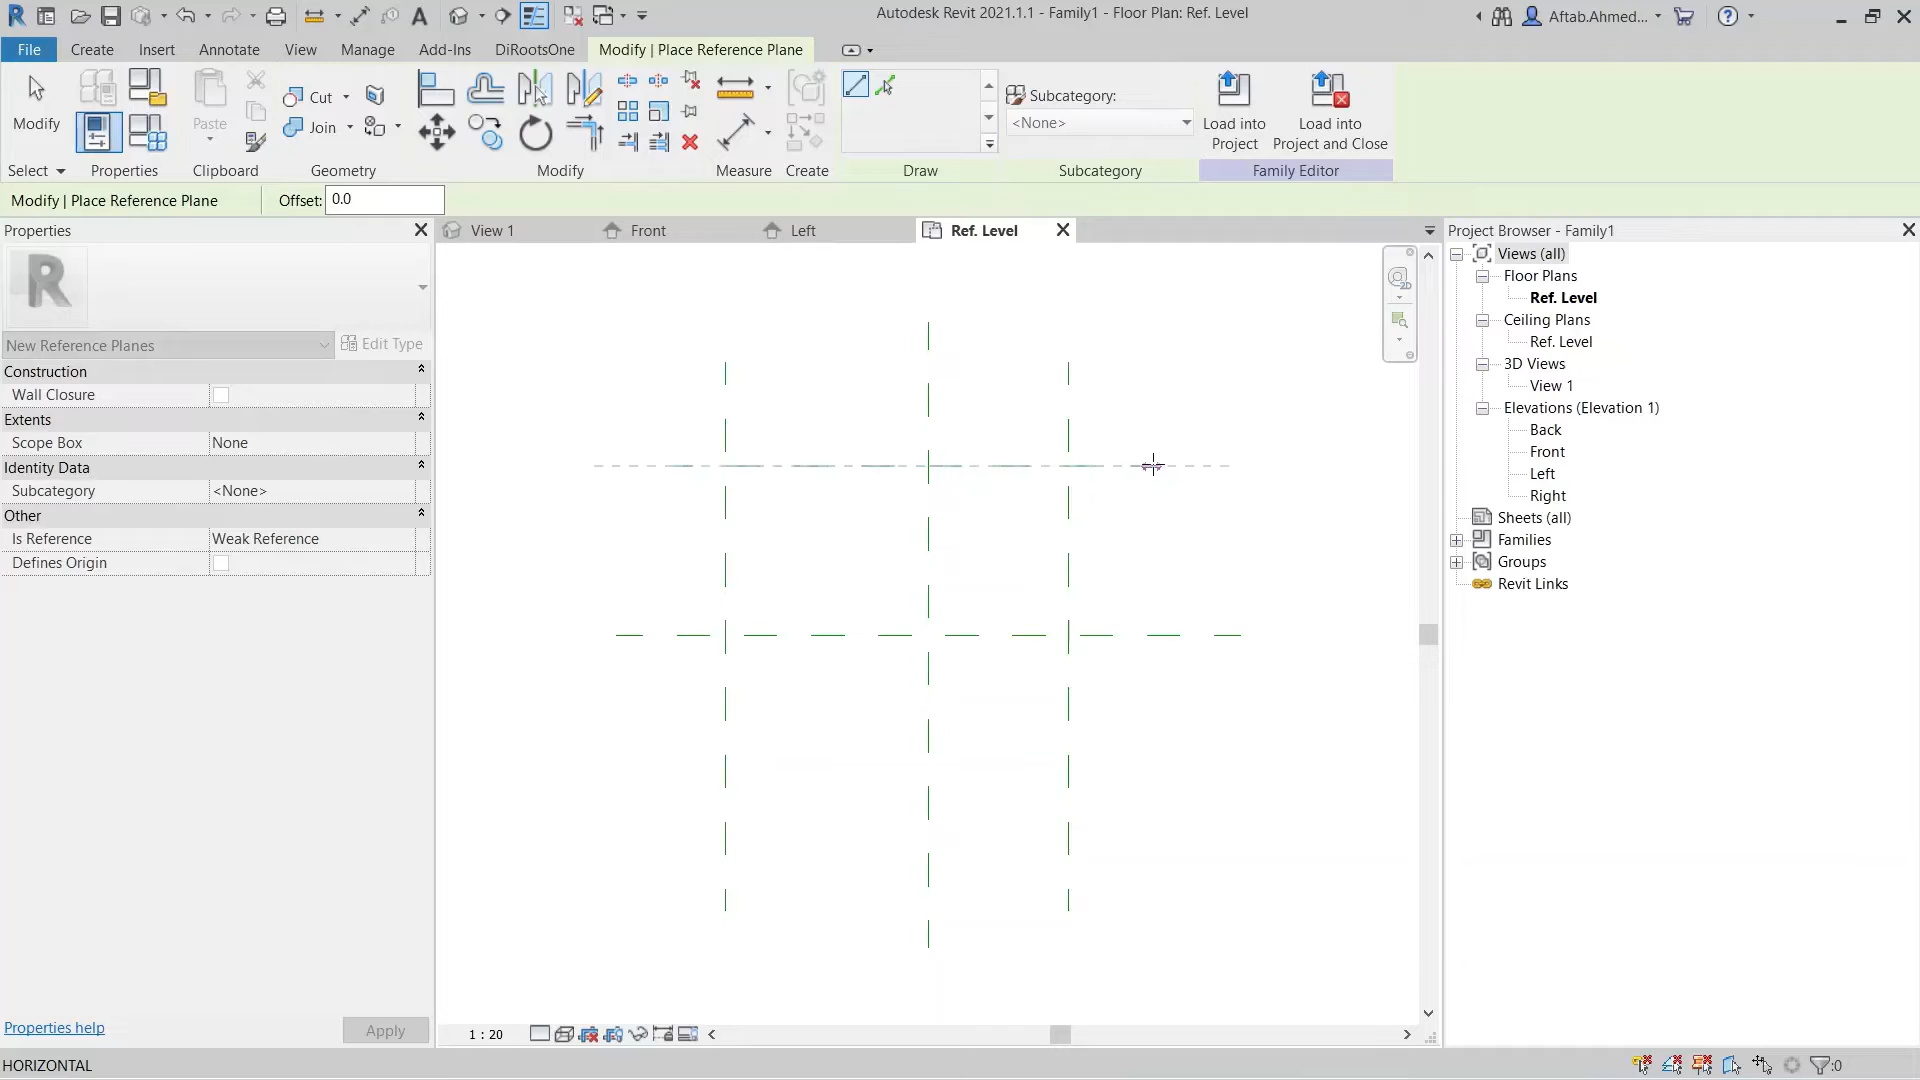 Autodesk Revit 2021.1.1 - Family1 - Floor Plan: Ref. Level
Aftab.Ahmed...
File
Create
Insert
Annotate
View
Manage
Add-Ins
DiRootsOne
Modify | Place Reference Plane
Modify
Paste
Cut
Join
Subcategory:
<None>
Load into
Project
Load into
Project and Close
Select
Properties
Clipboard
Geometry
Modify
Measure
Create
Draw
Subcategory
Family Editor
Modify | Place Reference Plane
Offset:
0.0
Properties
View 1
Front
Left
Ref. Level
Project Browser - Family1
R
New Reference Planes
Edit Type
Construction
Wall Closure
Extents
Scope Box
None
Identity Data
Subcategory
<None>
Other
Is Reference
Weak Reference
Defines Origin
Views (all)
Floor Plans
Ref. Level
Ceiling Plans
Ref. Level
3D Views
View 1
Elevations (Elevation 1)
Back
Front
Left
Right
Sheets (all)
Families
Groups
Revit Links
2D
Properties help
Apply
1 : 20
HORIZONTAL
:0